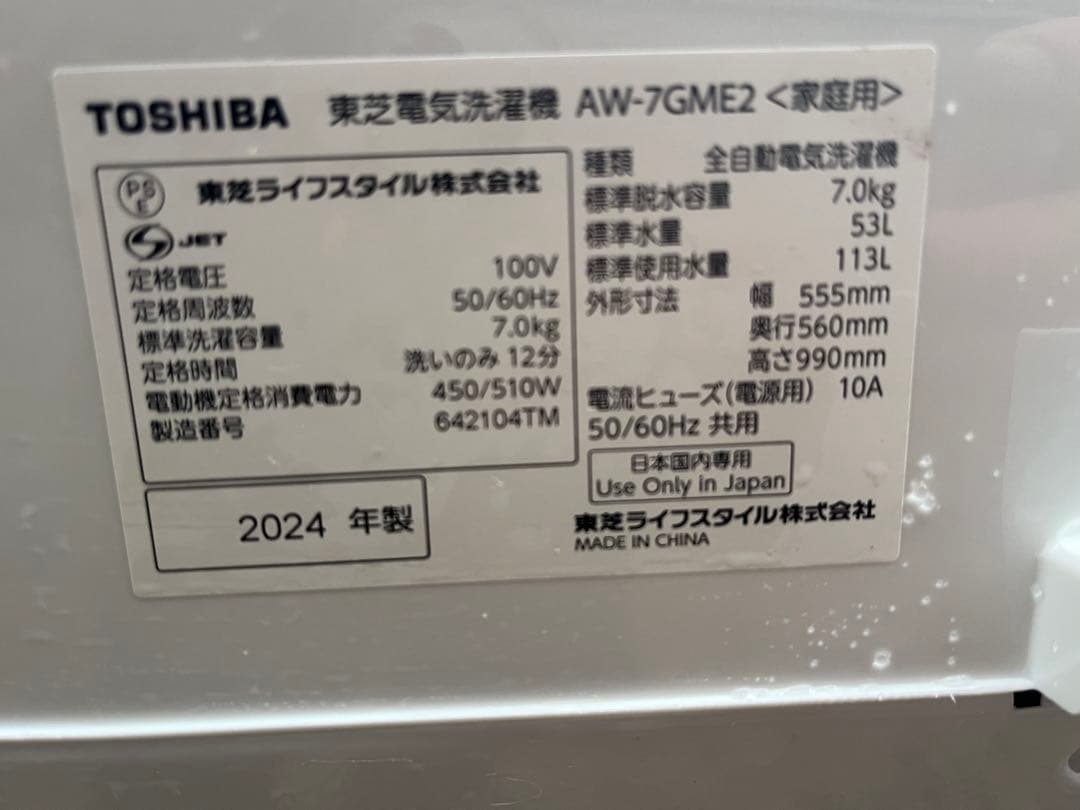 TOSHIBA 東芝電気洗濯機 AW-7GME2 <家庭用>
PSE 東芝ライフスタイル株式会社
JET
定格電圧 100V
定格周波数 50/60Hz
標準洗濯容量 7.0kg
定格時間 洗いのみ 12分
電動機定格消費電力 450/510W
製造番号 642104TM
2024 年製
種類 全自動電気洗濯機
標準脱水容量 7.0kg
標準水量 53L
標準使用水量 113L
外形寸法 幅 555mm
奥行560mm
高さ990mm
電流ヒューズ(電源用) 10A
50/60Hz 共用
日本国内専用
Use Only in Japan
東芝ライフスタイル株式会社
MADE IN CHINA